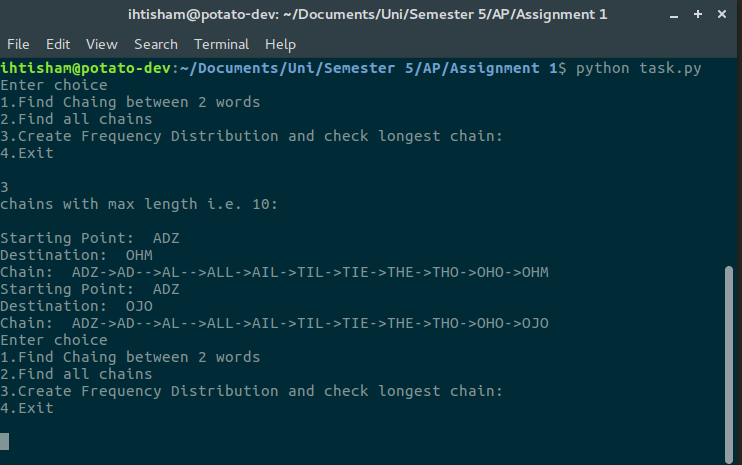 ihtisham@potato-dev: ~/Documents/Uni/Semester 5/AP/Assignment 1
File Edit View Search Terminal Help
ihtisham@potato-dev:~/Documents/Uni/Semester 5/AP/Assignment 1$ python task.py
Enter choice
1.Find Chaing between 2 words
2.Find all chains
3.Create Frequency Distribution and check longest chain:
4.Exit
3
chains with max length i.e. 10:
Starting Point:  ADZ
Destination:  OHM
Chain:  ADZ->AD-->AL-->ALL->AIL->TIL->TIE->THE->THO->OHO->OHM
Starting Point:  ADZ
Destination:  OJO
Chain:  ADZ->AD-->AL-->ALL->AIL->TIL->TIE->THE->THO->OHO->OJO
Enter choice
1.Find Chaing between 2 words
2.Find all chains
3.Create Frequency Distribution and check longest chain:
4.Exit